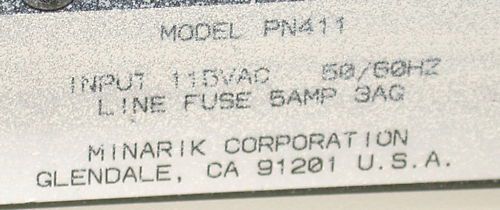 MODEL PN411
INPUT 115VAC 50/60HZ
LINE FUSE 5AMP 3AG
MINARIK CORPORATION
GLENDALE, CA 91201 U.S.A.